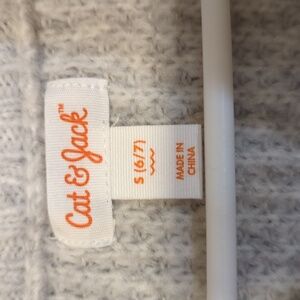 Cat & Jack™
S (6/7)
MADE IN
CHINA